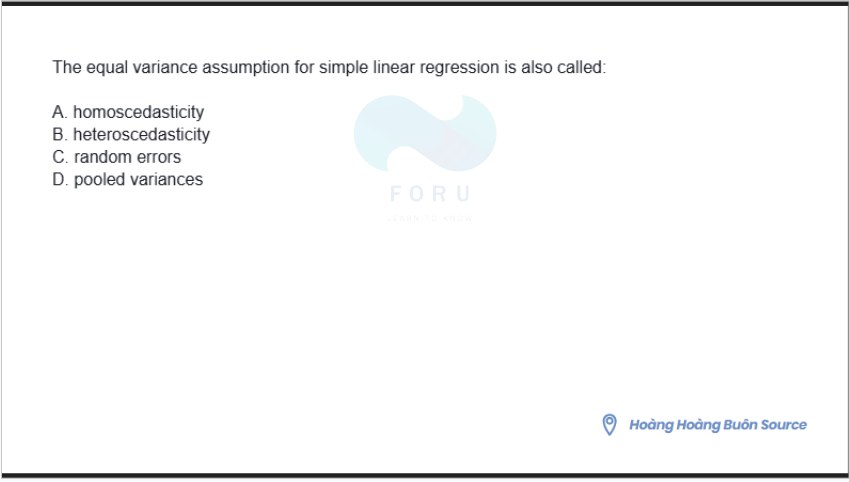 The equal variance assumption for simple linear regression is also called:
A. homoscedasticity
B. heteroscedasticity
C. random errors
D. pooled variances
FORU
Hoàng Hoàng Buôn Source